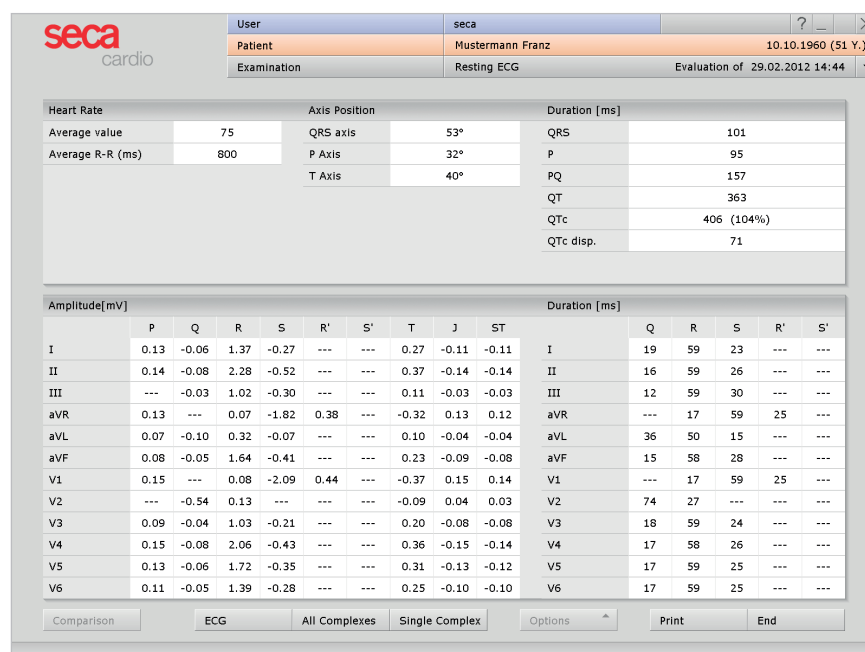 seca
cardio
User seca ? _
Patient Mustermann Franz 10.10.1960 (51 Y.)
Examination Resting ECG Evaluation of 29.02.2012 14:44
Heart Rate Axis Position Duration [ms]
Average value 75 QRS axis 53° QRS 101
Average R-R (ms) 800 P Axis 32° P 95
T Axis 40° PQ 157
QT 363
QTc 406 (104%)
QTc disp. 71
Amplitude[mV] Duration [ms]
P Q R S R' S' T J ST Q R S R' S'
I 0.13 -0.06 1.37 -0.27 --- --- 0.27 -0.11 -0.11 I 19 59 23 --- ---
II 0.14 -0.08 2.28 -0.52 --- --- 0.37 -0.14 -0.14 II 16 59 26 --- ---
III --- -0.03 1.02 -0.30 --- --- 0.11 -0.03 -0.03 III 12 59 30 --- ---
aVR 0.13 --- 0.07 -1.82 0.38 --- -0.32 0.13 0.12 aVR --- 17 59 25 ---
aVL 0.07 -0.10 0.32 -0.07 --- --- 0.10 -0.04 -0.04 aVL 36 50 15 --- ---
aVF 0.08 -0.05 1.64 -0.41 --- --- 0.23 -0.09 -0.08 aVF 15 58 28 --- ---
V1 0.15 --- 0.08 -2.09 0.44 --- -0.37 0.15 0.14 V1 --- 17 59 25 ---
V2 --- -0.54 0.13 --- --- --- -0.09 0.04 0.03 V2 74 27 --- --- ---
V3 0.09 -0.04 1.03 -0.21 --- --- 0.20 -0.08 -0.08 V3 18 59 24 --- ---
V4 0.15 -0.08 2.06 -0.43 --- --- 0.36 -0.15 -0.14 V4 17 58 26 --- ---
V5 0.13 -0.06 1.72 -0.35 --- --- 0.31 -0.13 -0.12 V5 17 59 25 --- ---
V6 0.11 -0.05 1.39 -0.28 --- --- 0.25 -0.10 -0.10 V6 17 59 25 --- ---
Comparison ECG All Complexes Single Complex Options Print End